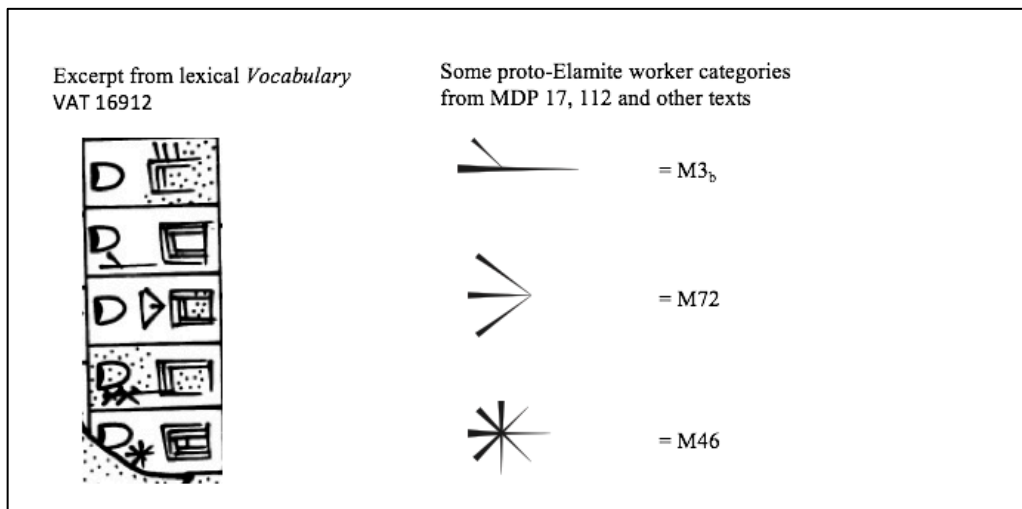 Excerpt from lexical Vocabulary
VAT 16912
Some proto-Elamite worker categories
from MDP 17, 112 and other texts
= M3b
= M72
= M46